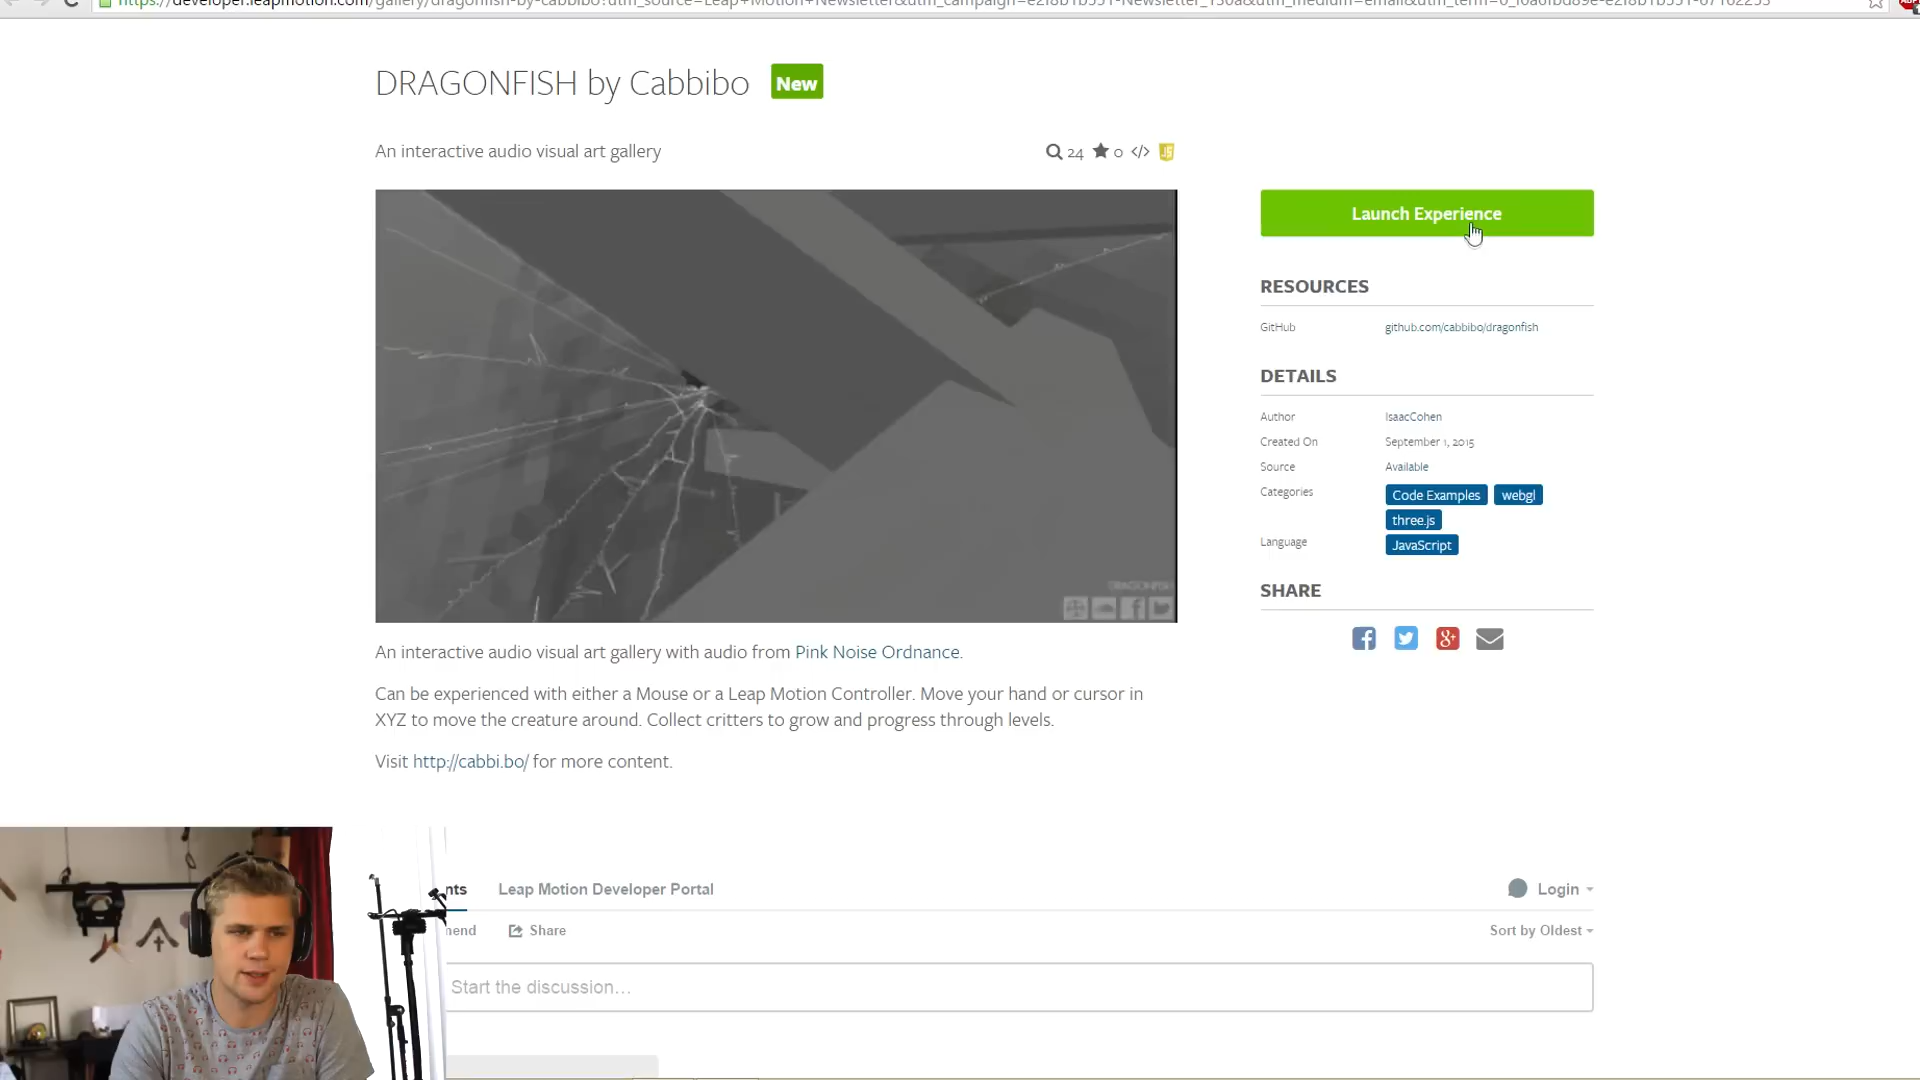 DRAGONFISH by Cabbibo New
An interactive audio visual art gallery
24 0 </> JS
Launch Experience
RESOURCES
GitHub github.com/cabbibo/dragonfish
DETAILS
Author IsaacCohen
Created On September 1, 2015
Source Available
Categories Code Examples webgl
three.js
Language JavaScript
SHARE
DRAGONFISH
An interactive audio visual art gallery with audio from Pink Noise Ordnance.
Can be experienced with either a Mouse or a Leap Motion Controller. Move your hand or cursor in
XYZ to move the creature around. Collect critters to grow and progress through levels.
Visit http://cabbi.bo/ for more content.
nts Leap Motion Developer Portal Login
mend Share Sort by Oldest
Start the discussion...